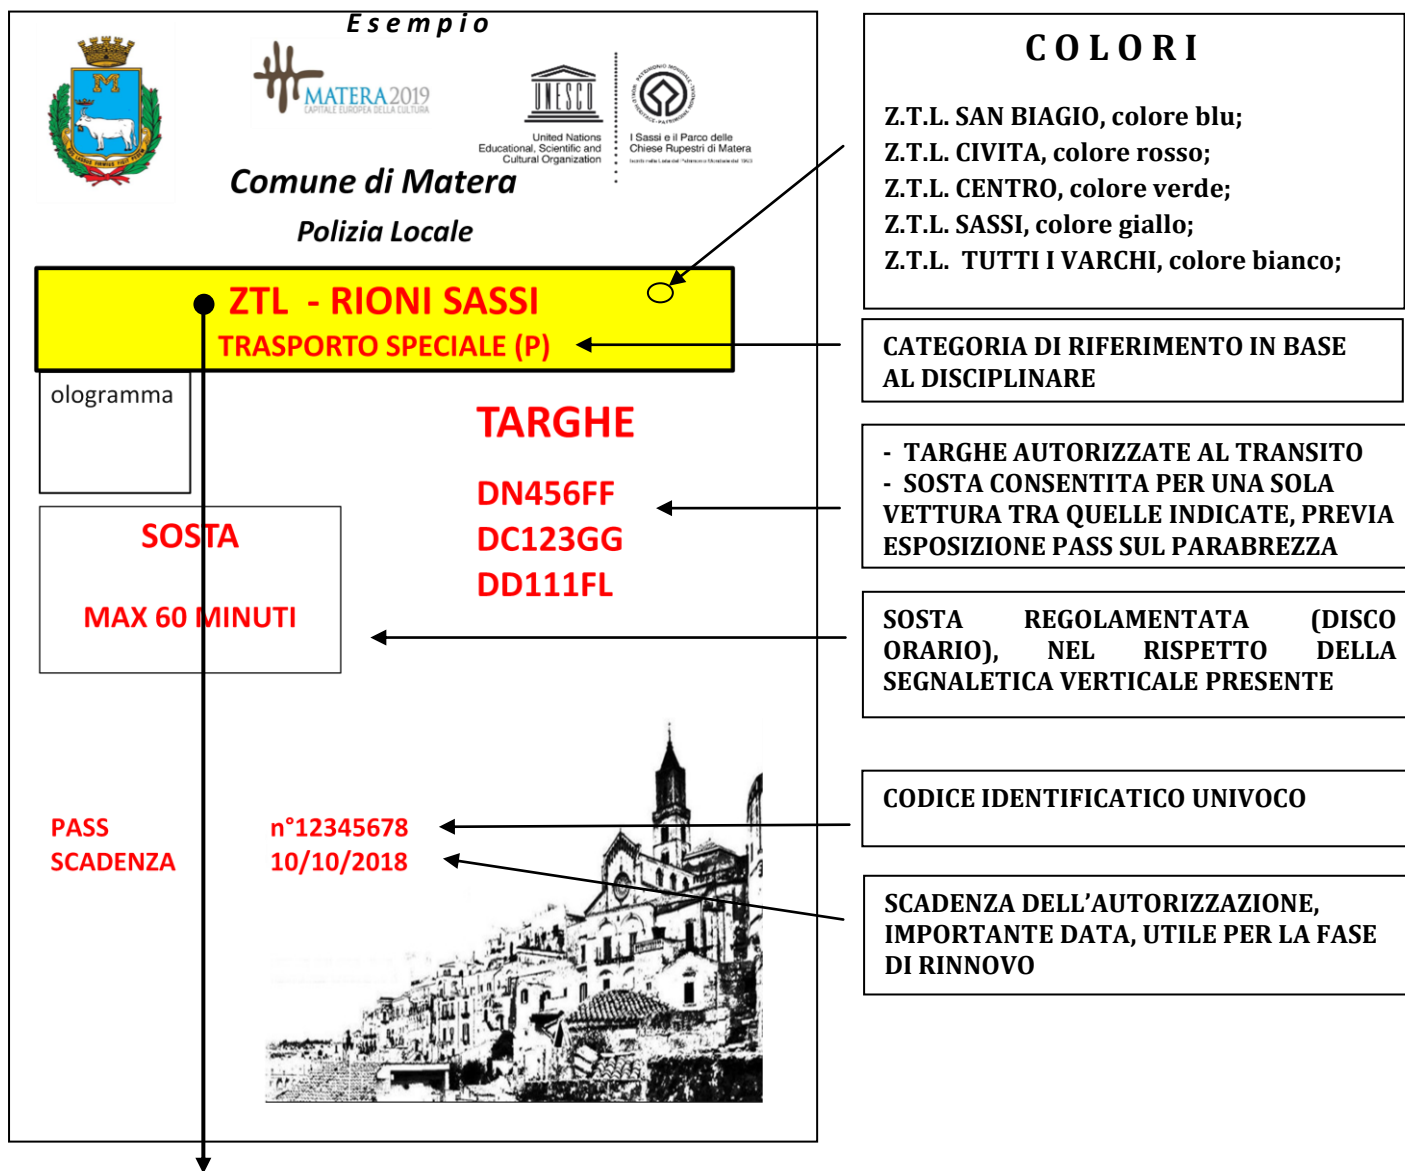 Esempio
MATERA 2019
CAPITALE EUROPEA DELLA CULTURA
UNESCO
United Nations
Educational, Scientific and
Cultural Organization
I Sassi e il Parco delle
Chiese Rupestri di Matera
Comune di Matera
Polizia Locale
ZTL - RIONI SASSI
TRASPORTO SPECIALE (P)
ologramma
TARGHE
DN456FF
DC123GG
DD111FL
SOSTA
MAX 60 MINUTI
PASS n°12345678
SCADENZA 10/10/2018
COLORI
Z.T.L. SAN BIAGIO, colore blu;
Z.T.L. CIVITA, colore rosso;
Z.T.L. CENTRO, colore verde;
Z.T.L. SASSI, colore giallo;
Z.T.L. TUTTI I VARCHI, colore bianco;
CATEGORIA DI RIFERIMENTO IN BASE
AL DISCIPLINARE
- TARGHE AUTORIZZATE AL TRANSITO
- SOSTA CONSENTITA PER UNA SOLA
VETTURA TRA QUELLE INDICATE, PREVIA
ESPOSIZIONE PASS SUL PARABREZZA
SOSTA REGOLAMENTATA (DISCO
ORARIO), NEL RISPETTO DELLA
SEGNALETICA VERTICALE PRESENTE
CODICE IDENTIFICATICO UNIVOCO
SCADENZA DELL'AUTORIZZAZIONE,
IMPORTANTE DATA, UTILE PER LA FASE
DI RINNOVO